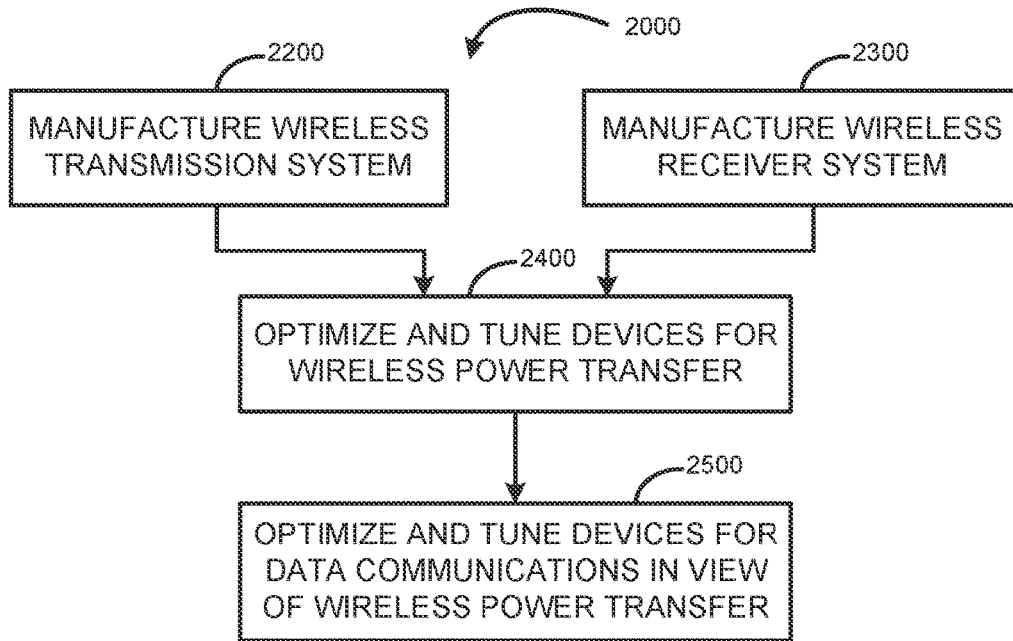 2000
2200
2300
MANUFACTURE WIRELESS
TRANSMISSION SYSTEM
MANUFACTURE WIRELESS
RECEIVER SYSTEM
2400
OPTIMIZE AND TUNE DEVICES FOR
WIRELESS POWER TRANSFER
2500
OPTIMIZE AND TUNE DEVICES FOR
DATA COMMUNICATIONS IN VIEW
OF WIRELESS POWER TRANSFER